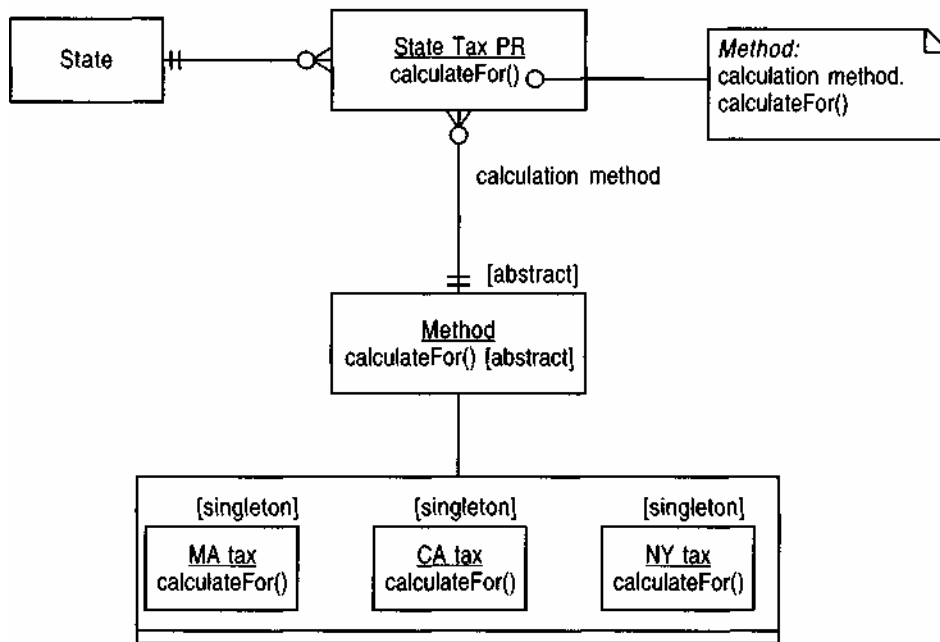 State
State Tax PR
calculateFor()
Method:
calculation method.
calculateFor()
calculation method
[abstract]
Method
calculateFor() [abstract]
[singleton]
MA tax
calculateFor()
[singleton]
CA tax
calculateFor()
[singleton]
NY tax
calculateFor()